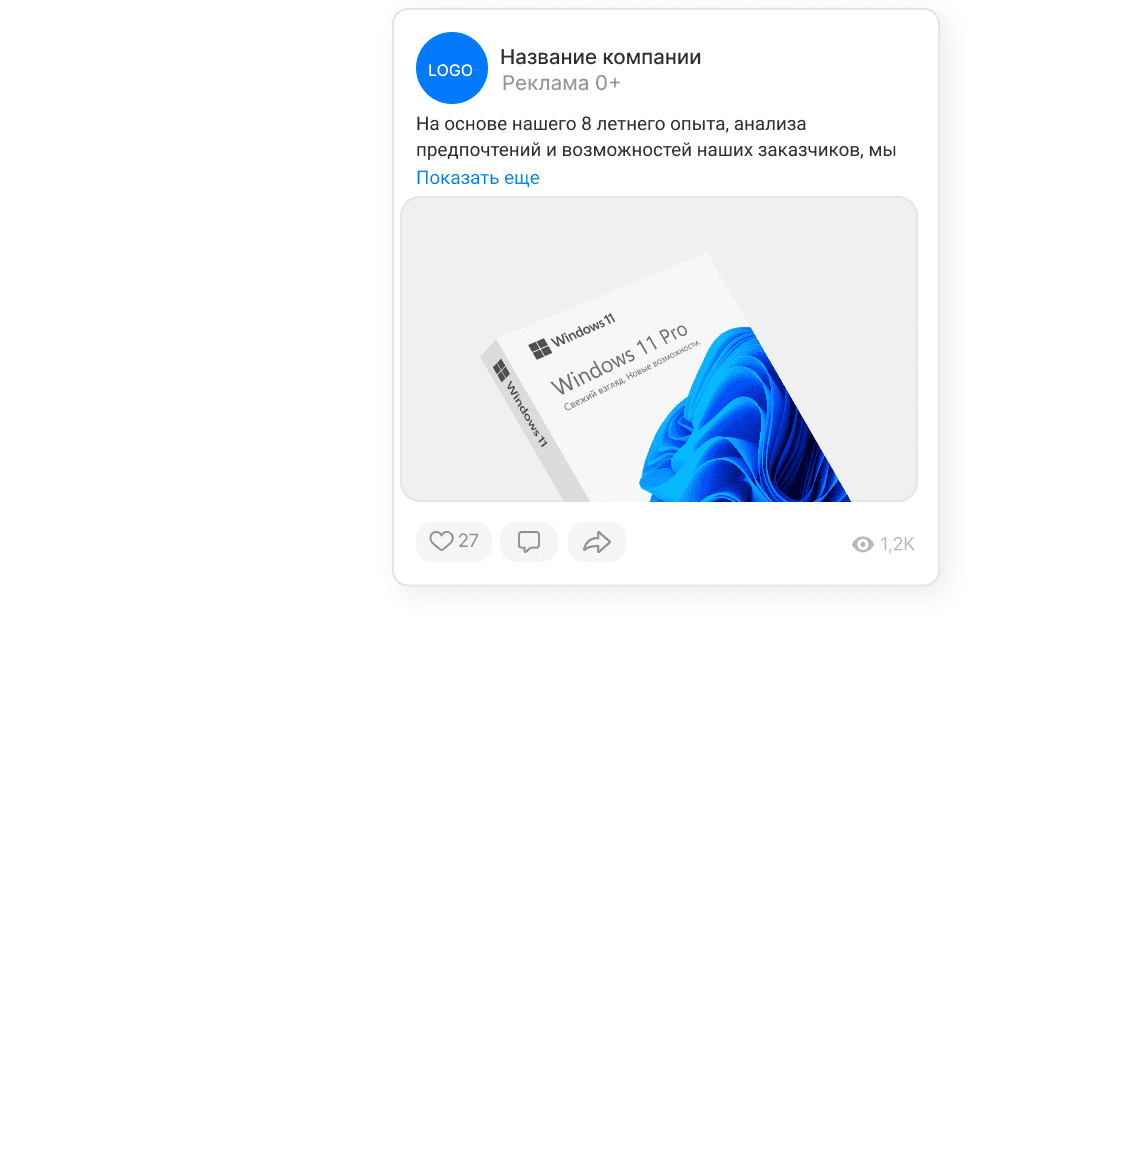 LOGO
Название компании
Реклама 0+
На основе нашего 8 летнего опыта, анализа
предпочтений и возможностей наших заказчиков, мы
Показать еще
Windows 11
Windows 11 Pro
Свежий взгляд. Новые возможности.
Windows 11
27
1,2K